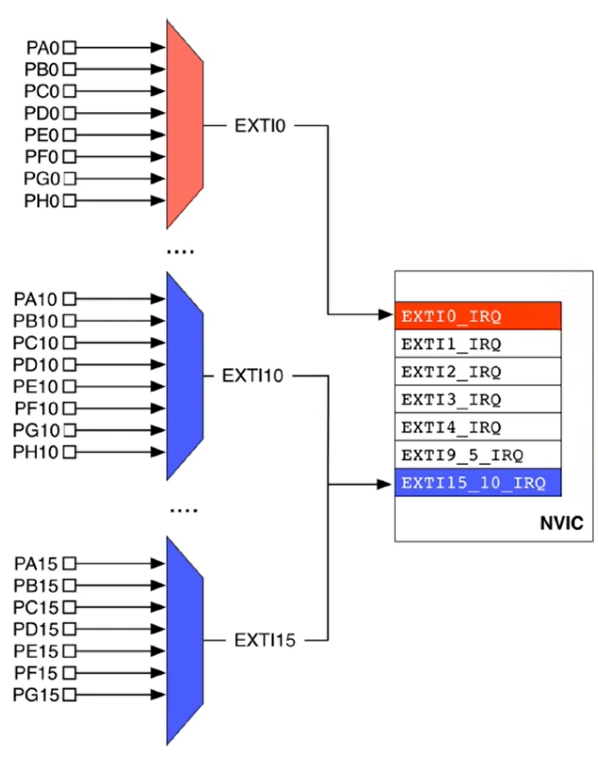 PA0
PB0
PC0
PD0
PE0
PF0
PG0
PH0
EXTI0
....
PA10
PB10
PC10
PD10
PE10
PF10
PG10
PH10
EXTI10
....
PA15
PB15
PC15
PD15
PE15
PF15
PG15
EXTI15
EXTI0_IRQ
EXTI1_IRQ
EXTI2_IRQ
EXTI3_IRQ
EXTI4_IRQ
EXTI9_5_IRQ
EXTI15_10_IRQ
NVIC